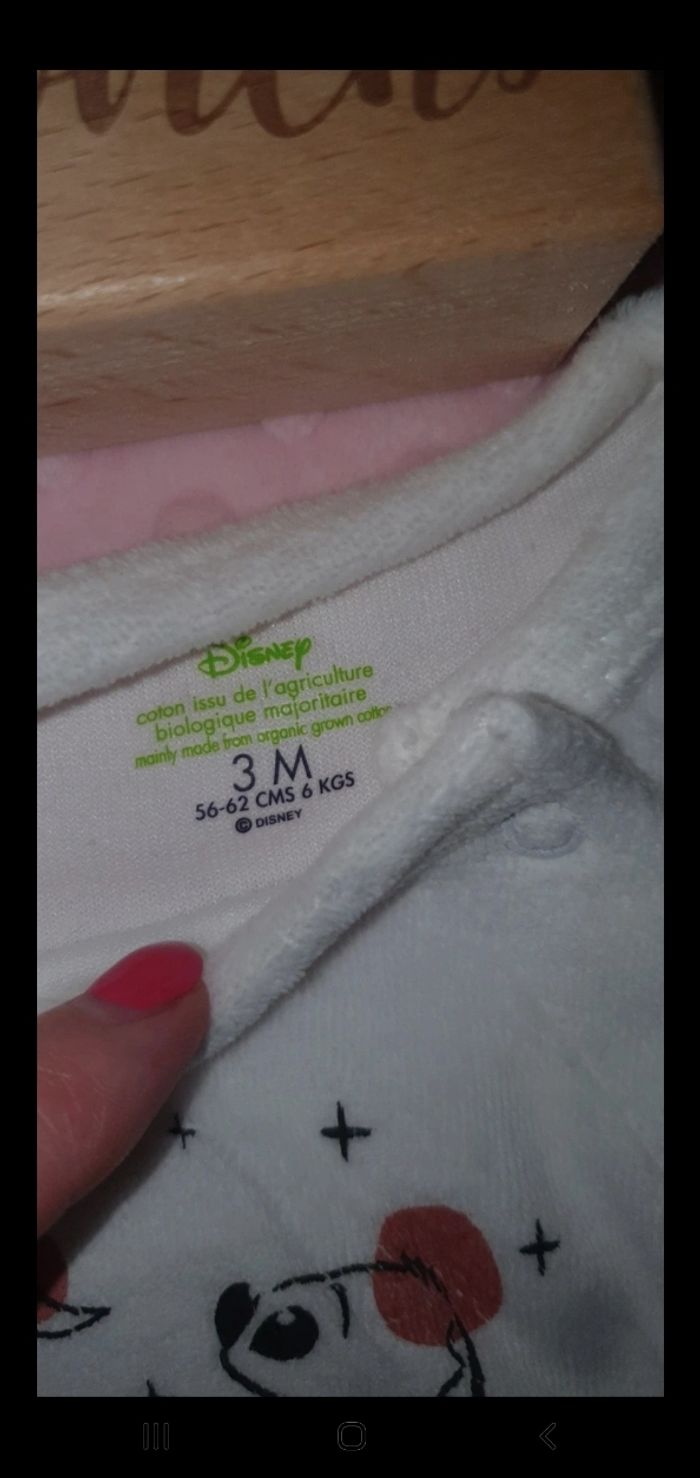 Disney
coton issu de l'agriculture
biologique majoritaire
mainly made from organic grown cotton
3 M
56-62 CMS 6 KGS
© DISNEY